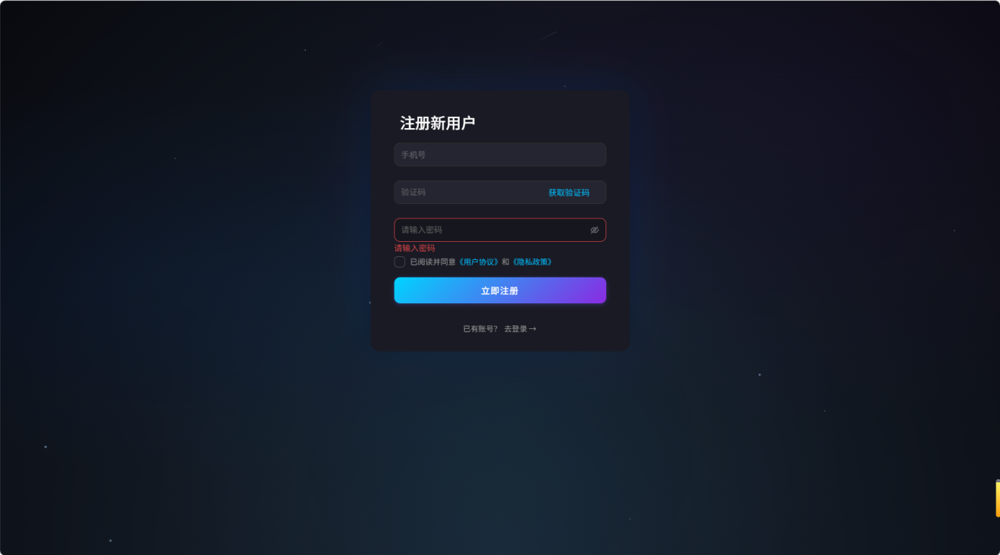 注册新用户
手机号
验证码 获取验证码
请输入密码
请输入密码
已阅读并同意《用户协议》和《隐私政策》
立即注册
已有账号? 去登录 →